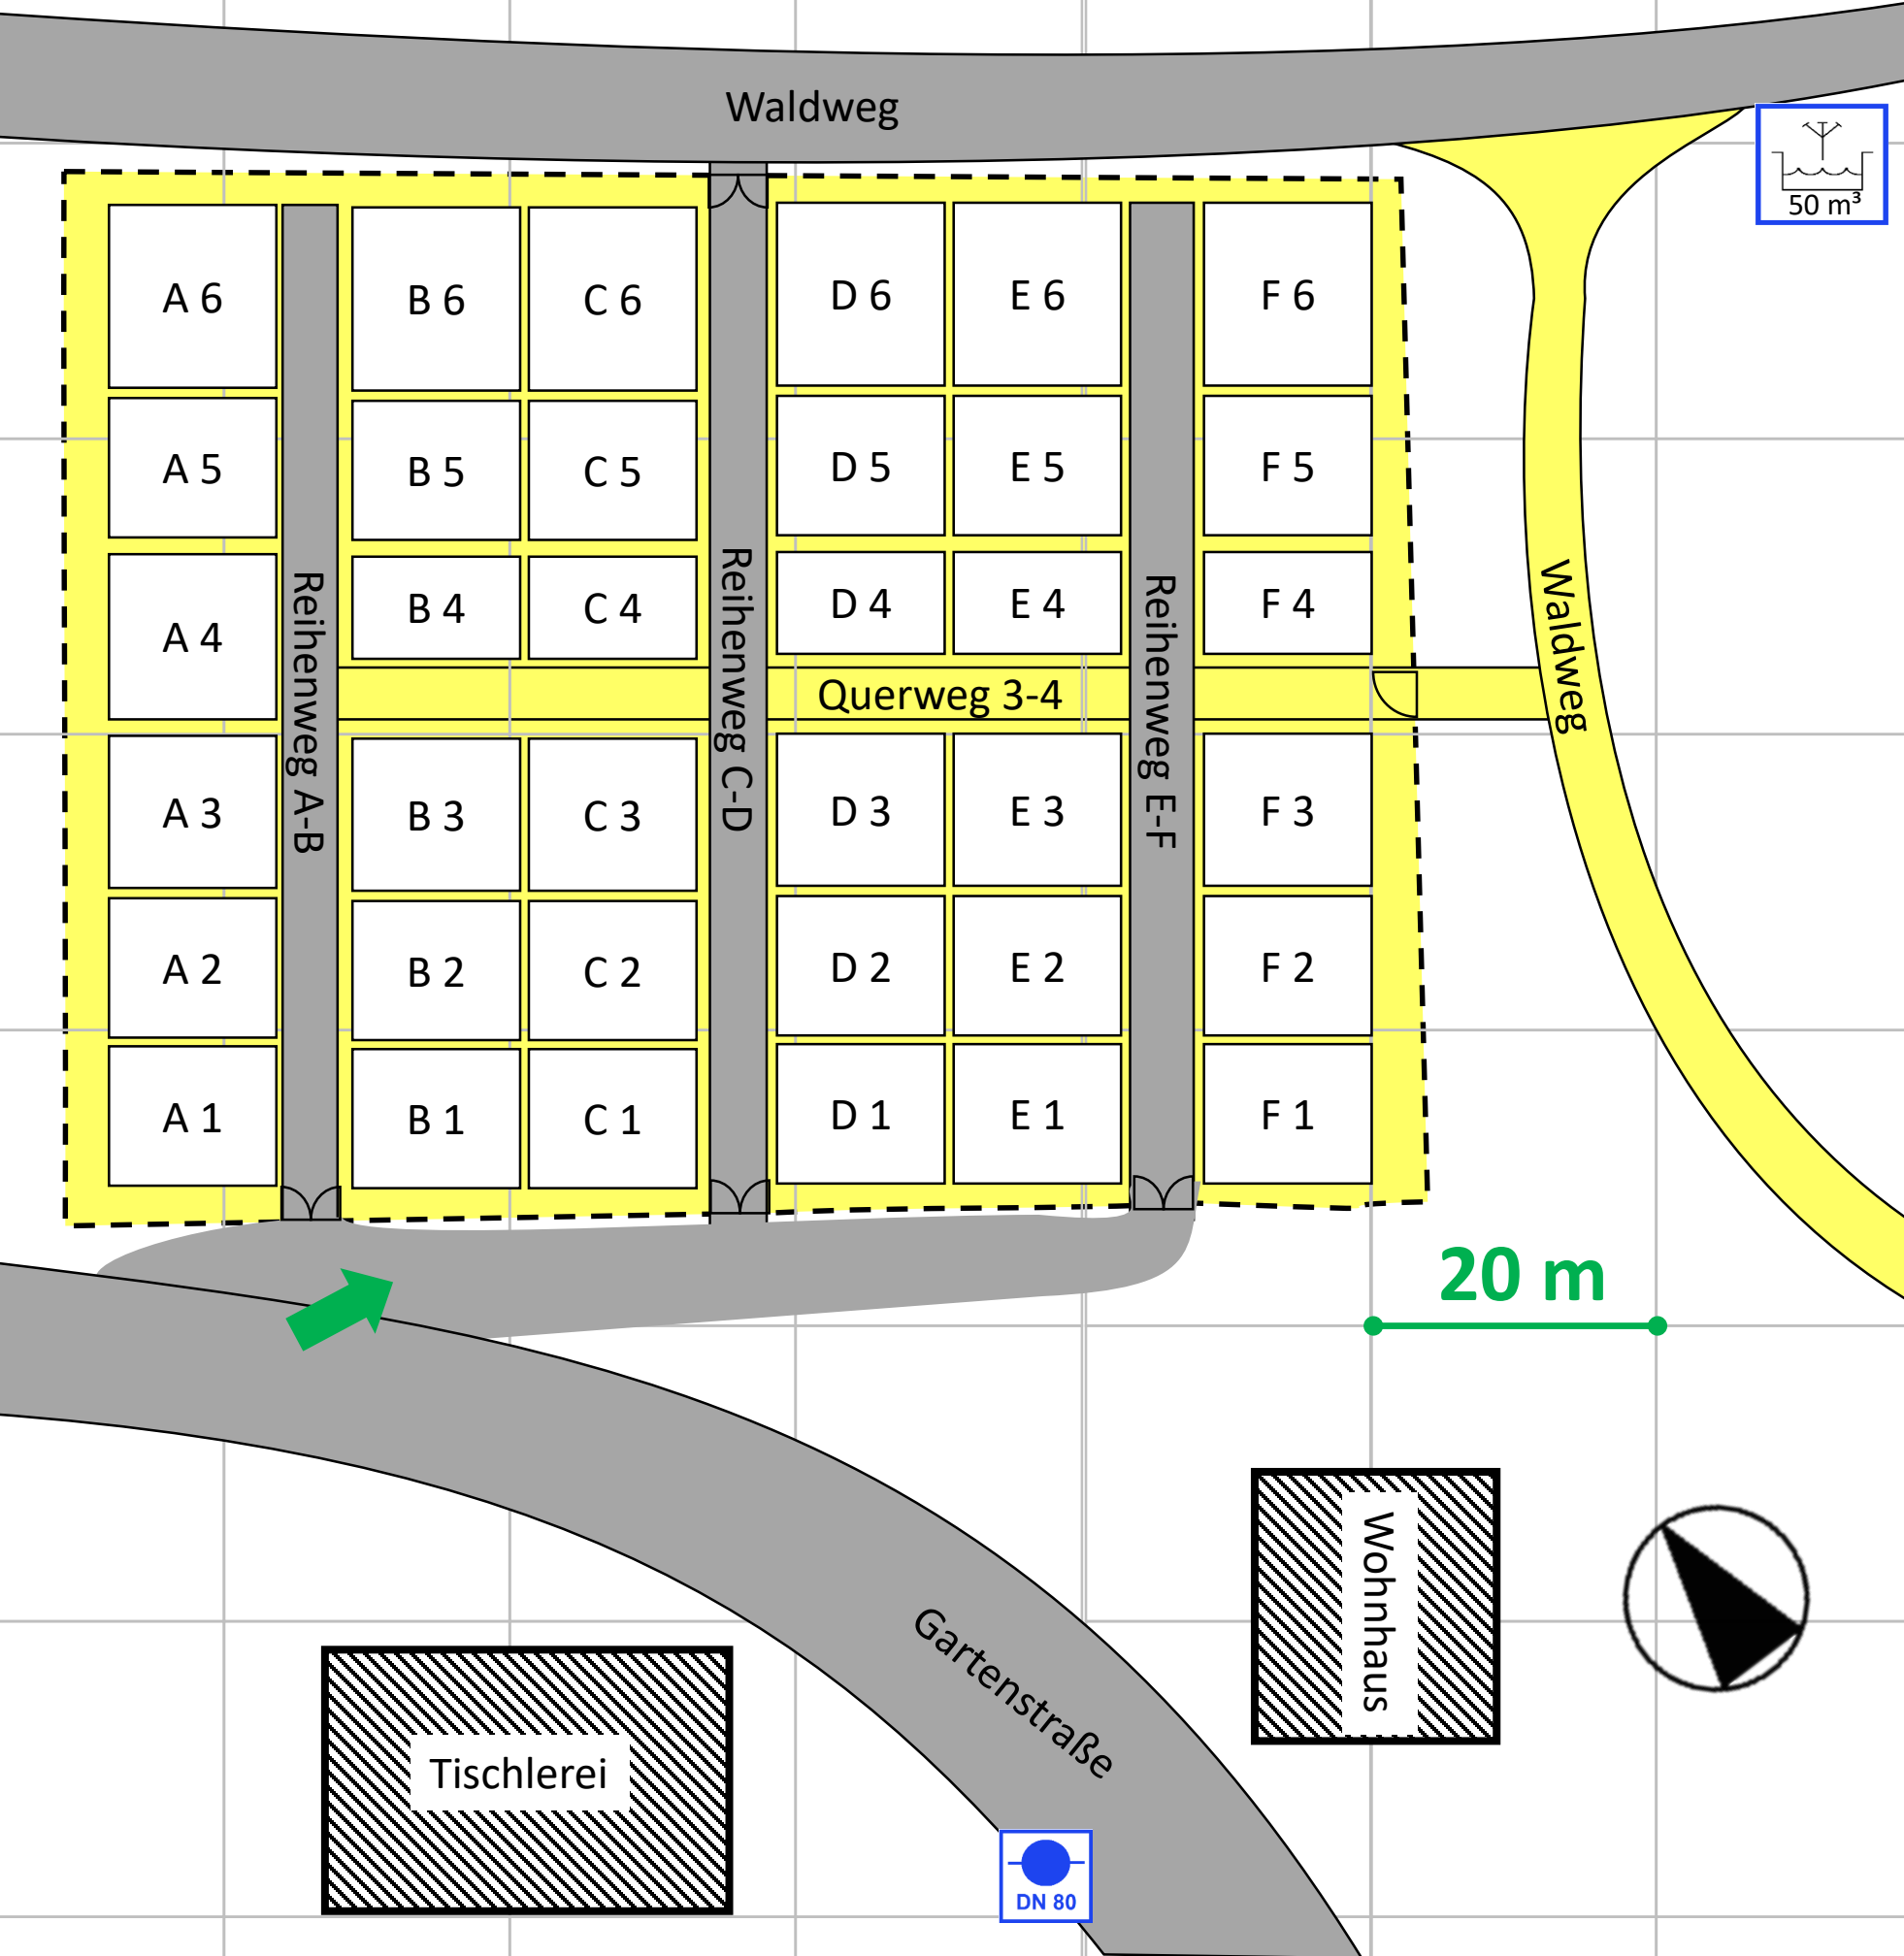 Waldweg
50 m³
A 6
B 6
C 6
D 6
E 6
F 6
A 5
B 5
C 5
D 5
E 5
F 5
A 4
B 4
C 4
D 4
E 4
F 4
Reihenweg A-B
Reihenweg C-D
Reihenweg E-F
Waldweg
Querweg 3-4
A 3
B 3
C 3
D 3
E 3
F 3
A 2
B 2
C 2
D 2
E 2
F 2
A 1
B 1
C 1
D 1
E 1
F 1
20 m
Wohnhaus
Gartenstraße
Tischlerei
DN 80